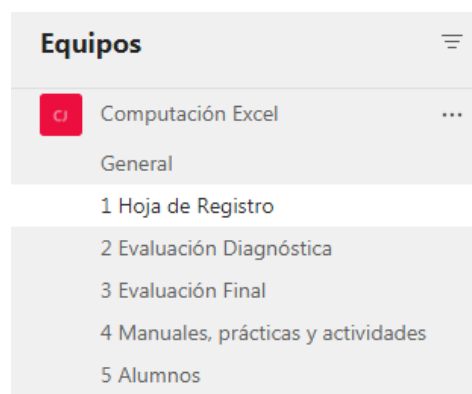 Equipos
CJ Computación Excel
General
1 Hoja de Registro
2 Evaluación Diagnóstica
3 Evaluación Final
4 Manuales, prácticas y actividades
5 Alumnos